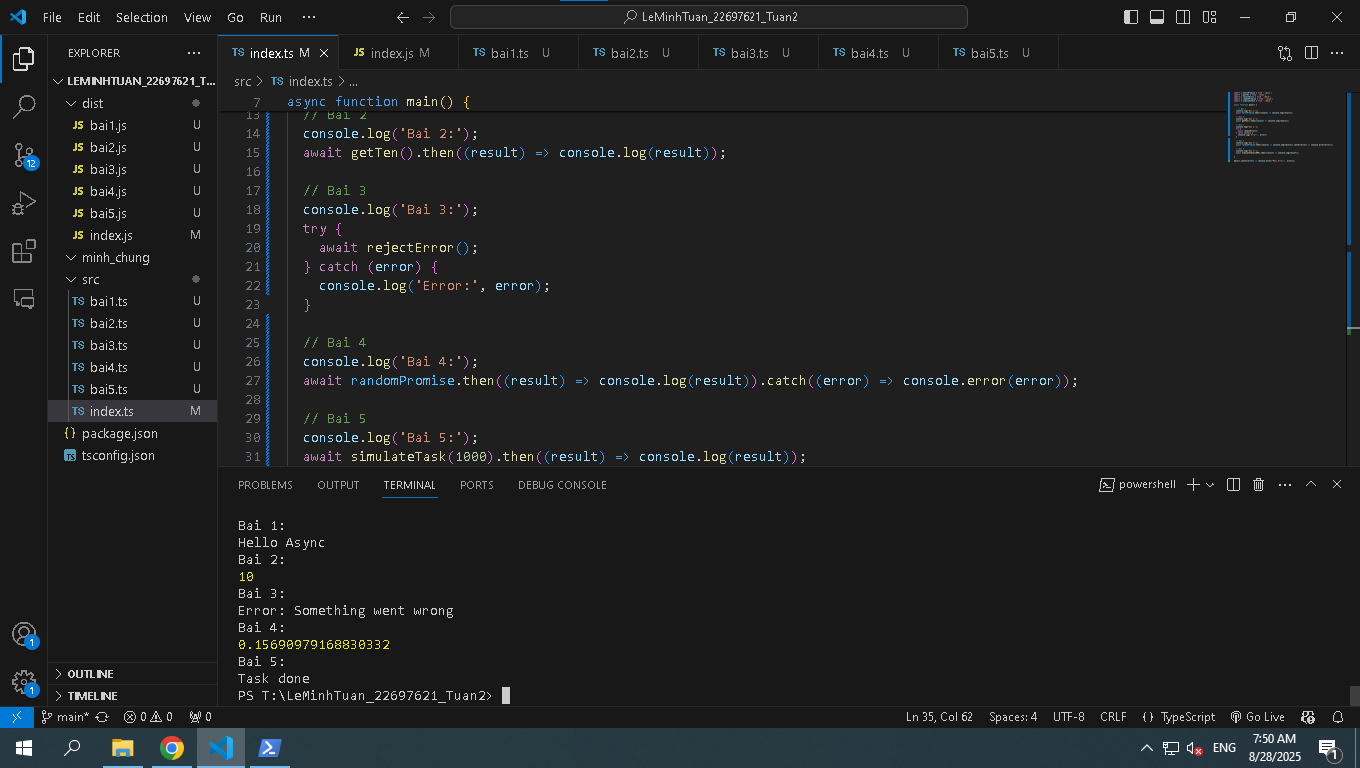 File Edit Selection View Go Run ··· LeMinhTuan_22697621_Tuan2
EXPLORER ···
LEMINHTUAN_22697621_T...
dist
JS bai1.js U
JS bai2.js U
JS bai3.js U
JS bai4.js U
JS bai5.js U
JS index.js M
minh_chung
src
TS bai1.ts U
TS bai2.ts U
TS bai3.ts U
TS bai4.ts U
TS bai5.ts U
TS index.ts M
{} package.json
TS tsconfig.json
OUTLINE
TIMELINE
12
1
1
TS index.ts M JS index.js M TS bai1.ts U TS bai2.ts U TS bai3.ts U TS bai4.ts U TS bai5.ts U ···
src > TS index.ts > ...
7 async function main() {
13 // Bai 2
14 console.log('Bai 2:');
15 await getTen().then((result) => console.log(result));
16
17 // Bai 3
18 console.log('Bai 3:');
19 try {
20 await rejectError();
21 } catch (error) {
22 console.log('Error:', error);
23 }
24
25 // Bai 4
26 console.log('Bai 4:');
27 await randomPromise.then((result) => console.log(result)).catch((error) => console.error(error));
28
29 // Bai 5
30 console.log('Bai 5:');
31 await simulateTask(1000).then((result) => console.log(result));
PROBLEMS OUTPUT TERMINAL PORTS DEBUG CONSOLE powershell ···
Bai 1:
Hello Async
Bai 2:
10
Bai 3:
Error: Something went wrong
Bai 4:
0.15690979168830332
Bai 5:
Task done
PS T:\LeMinhTuan_22697621_Tuan2>
main* 0 0 0 Ln 35, Col 62 Spaces: 4 UTF-8 CRLF {} TypeScript Go Live
ENG 7:50 AM
8/28/2025
1